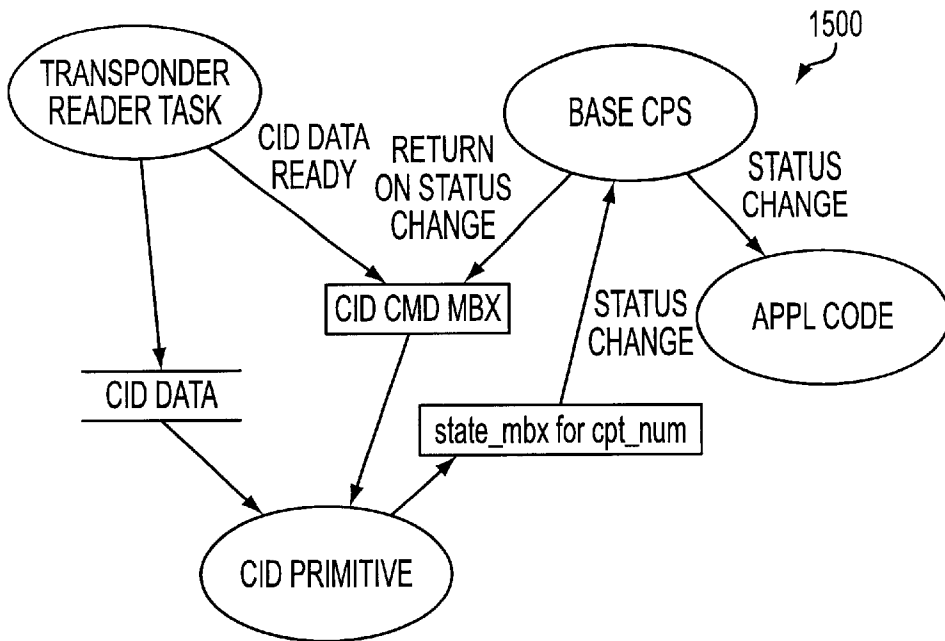 1500
TRANSPONDER
READER TASK
BASE CPS
CID DATA
READY
RETURN
ON STATUS
CHANGE
STATUS
CHANGE
CID CMD MBX
STATUS
CHANGE
APPL CODE
CID DATA
state_mbx for cpt_num
CID PRIMITIVE